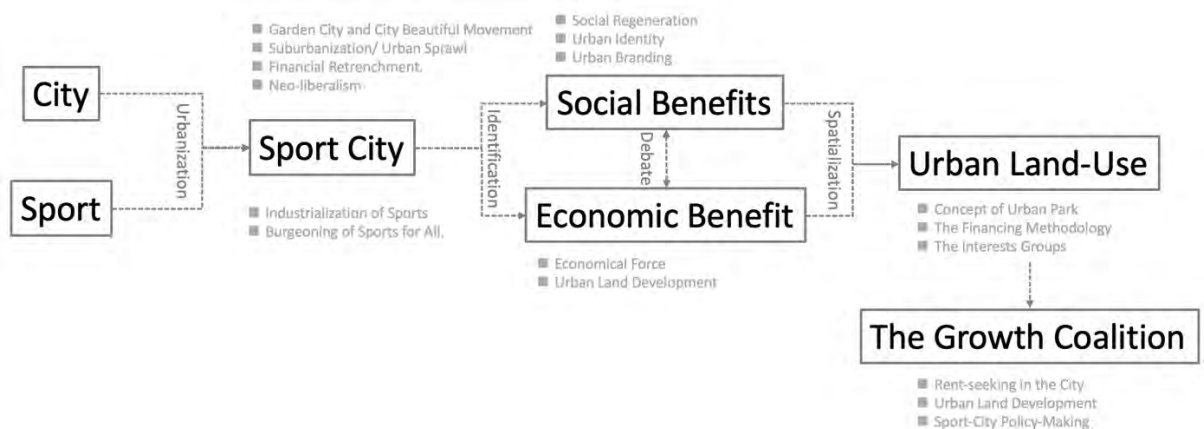 Garden City and City Beautiful Movement
Suburbanization/ Urban Sprawl
Financial Retrenchment.
Neo-liberalism
Social Regeneration
Urban Identity
Urban Branding
City
Sport
Urbanization
Sport City
Industrialization of Sports
Burgeoning of Sports for All.
Identification
Social Benefits
Debate
Economic Benefit
Economical Force
Urban Land Development
Spatialization
Urban Land-Use
Concept of Urban Park
The Financing Methodology
The Interests Groups
The Growth Coalition
Rent-seeking in the City
Urban Land Development
Sport-City Policy-Making